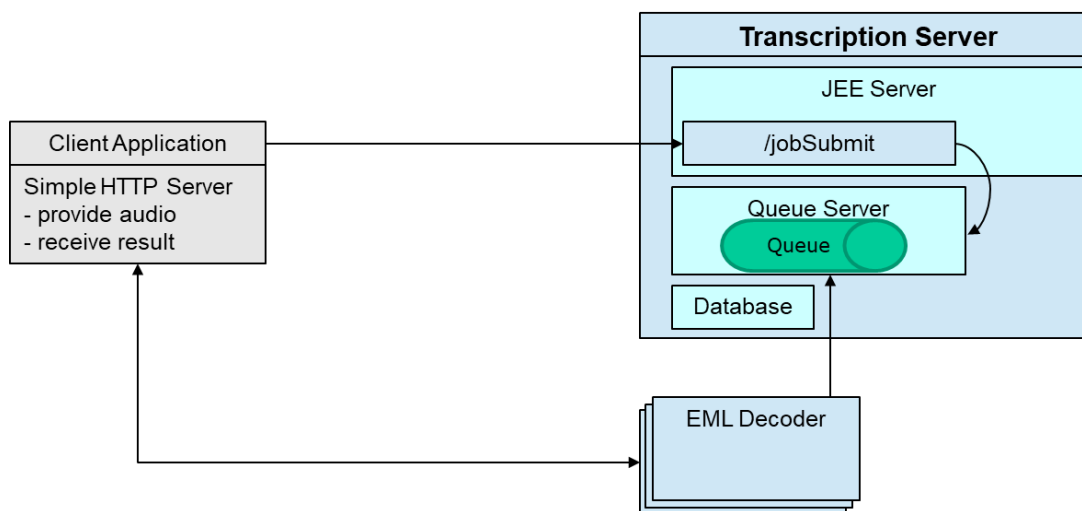 Transcription Server
JEE Server
/jobSubmit
Client Application
Simple HTTP Server
- provide audio
- receive result
Queue Server
Queue
Database
EML Decoder